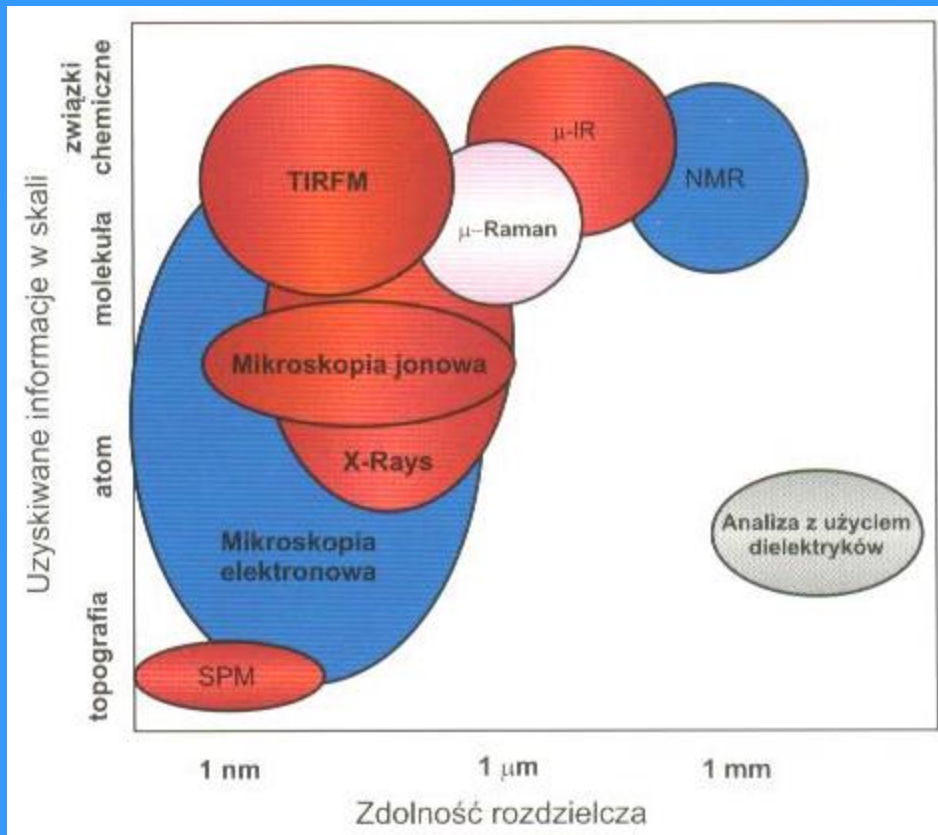 Uzyskiwane informacje w skali
związki
chemiczne
molekuła
atom
topografia
TIRFM
μ-IR
NMR
μ-Raman
Mikroskopia jonowa
X-Rays
Mikroskopia
elektronowa
Analiza z użyciem
dielektryków
SPM
1 nm
1 μm
1 mm
Zdolność rozdzielcza